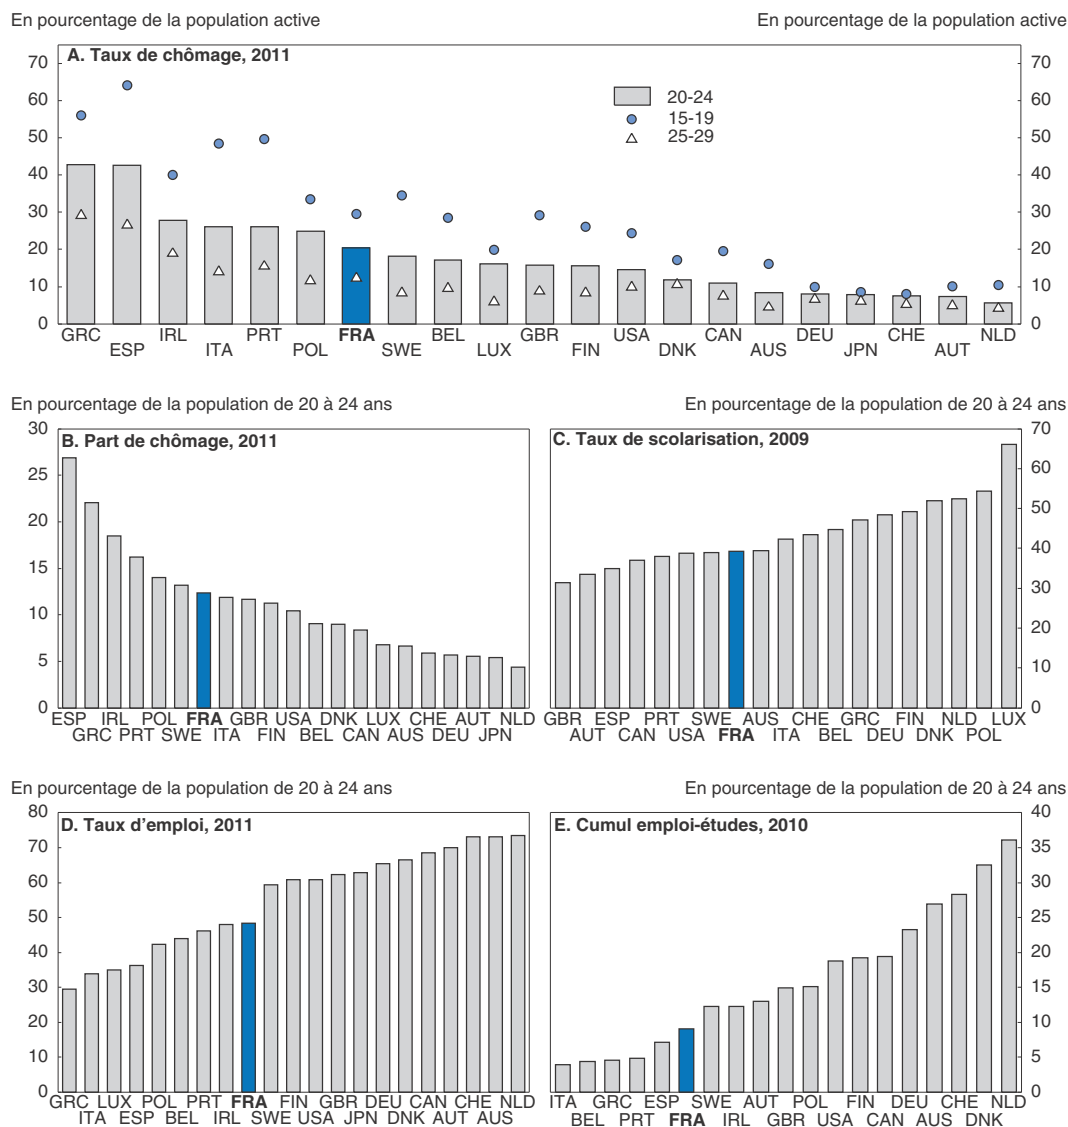 En pourcentage de la population active En pourcentage de la population active
A. Taux de chômage, 2011
70 70
60 60
50 50
40 40
30 30
20 20
10 10
0 0
20-24
15-19
25-29
GRC IRL PRT FRA BEL GBR USA CAN DEU CHE NLD
ESP ITA POL SWE LUX FIN DNK AUS JPN AUT
En pourcentage de la population de 20 à 24 ans
B. Part de chômage, 2011
30
25
20
15
10
5
0
ESP IRL POL FRA GBR USA DNK LUX CHE AUT NLD
GRC PRT SWE ITA FIN BEL CAN AUS DEU JPN
En pourcentage de la population de 20 à 24 ans
C. Taux de scolarisation, 2009
70
60
50
40
30
20
10
0
GBR ESP PRT SWE AUS CHE GRC FIN NLD LUX
AUT CAN USA FRA ITA BEL DEU DNK POL
En pourcentage de la population de 20 à 24 ans
D. Taux d'emploi, 2011
80
70
60
50
40
30
20
10
0
GRC LUX POL PRT FRA FIN GBR DEU CAN CHE NLD
ITA ESP BEL IRL SWE USA JPN DNK AUT AUS
En pourcentage de la population de 20 à 24 ans
E. Cumul emploi-études, 2010
40
35
30
25
20
15
10
5
0
ITA GRC ESP SWE AUT POL FIN DEU CHE NLD
BEL PRT FRA IRL GBR USA CAN AUS DNK